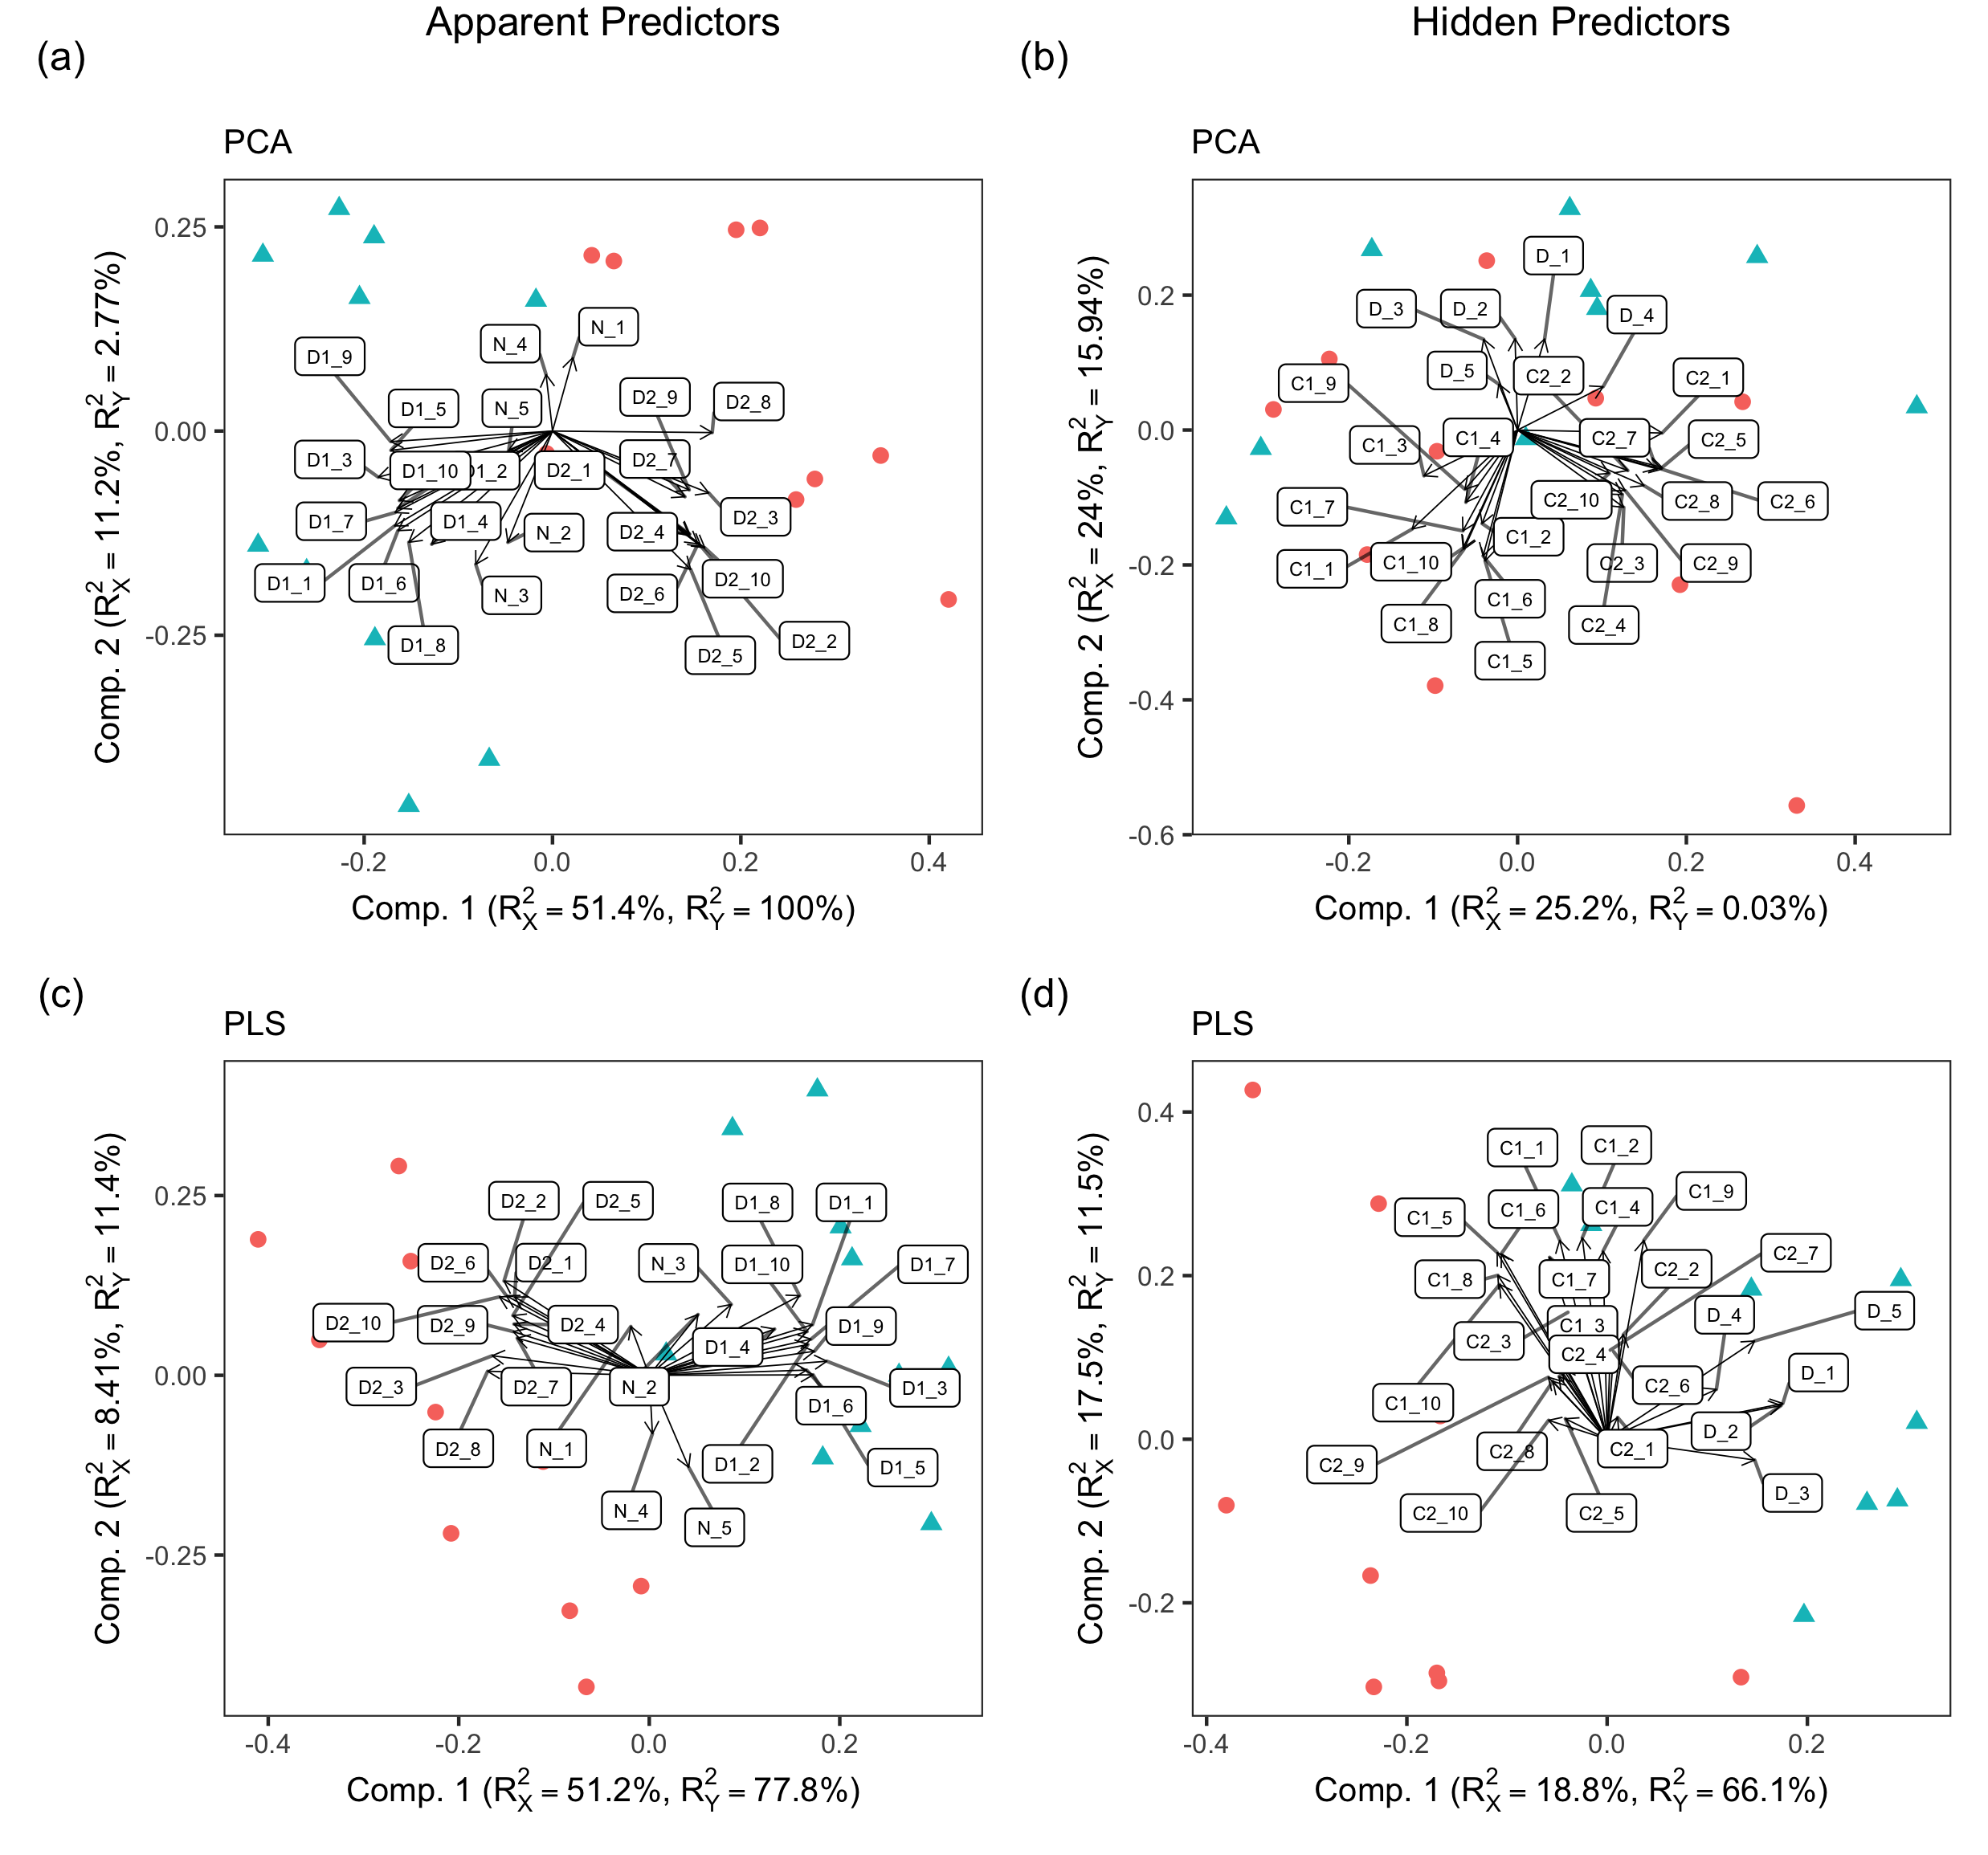 Apparent Predictors
Hidden Predictors
(a)
PCA
Comp. 2 (R²X = 11.2%, R²Y = 2.77%)
0.25
0.00
-0.25
N_1
N_4
D1_9
D1_5
N_5
D2_9
D2_8
D1_3
D1_10
D1_2
D2_1
D2_7
D1_7
D1_4
N_2
D2_4
D2_3
D1_1
D1_6
N_3
D2_6
D2_10
D1_8
D2_5
D2_2
-0.2
0.0
0.2
0.4
Comp. 1 (R²X = 51.4%, R²Y = 100%)
(b)
PCA
Comp. 2 (R²X = 24%, R²Y = 15.94%)
0.2
0.0
-0.2
-0.4
-0.6
D_1
D_3
D_2
D_4
C1_9
D_5
C2_2
C2_1
C1_3
C1_4
C2_7
C2_5
C1_7
C2_10
C2_8
C2_6
C1_2
C1_1
C1_10
C2_3
C2_9
C1_6
C1_8
C2_4
C1_5
-0.2
0.0
0.2
0.4
Comp. 1 (R²X = 25.2%, R²Y = 0.03%)
(c)
PLS
Comp. 2 (R²X = 8.41%, R²Y = 11.4%)
0.25
0.00
-0.25
D2_2
D2_5
D1_8
D1_1
D2_6
D2_1
N_3
D1_10
D1_7
D2_10
D2_9
D2_4
D1_4
D1_9
D2_3
D2_7
N_2
D1_6
D1_3
D2_8
N_1
D1_2
D1_5
N_4
N_5
-0.4
-0.2
0.0
0.2
Comp. 1 (R²X = 51.2%, R²Y = 77.8%)
(d)
PLS
Comp. 2 (R²X = 17.5%, R²Y = 11.5%)
0.4
0.2
0.0
-0.2
C1_1
C1_2
C1_5
C1_6
C1_4
C1_9
C1_8
C1_7
C2_2
C2_7
C2_3
C1_3
D_4
D_5
C2_4
C1_10
C2_6
D_1
C2_9
C2_8
C2_1
D_2
C2_10
C2_5
D_3
-0.4
-0.2
0.0
0.2
Comp. 1 (R²X = 18.8%, R²Y = 66.1%)